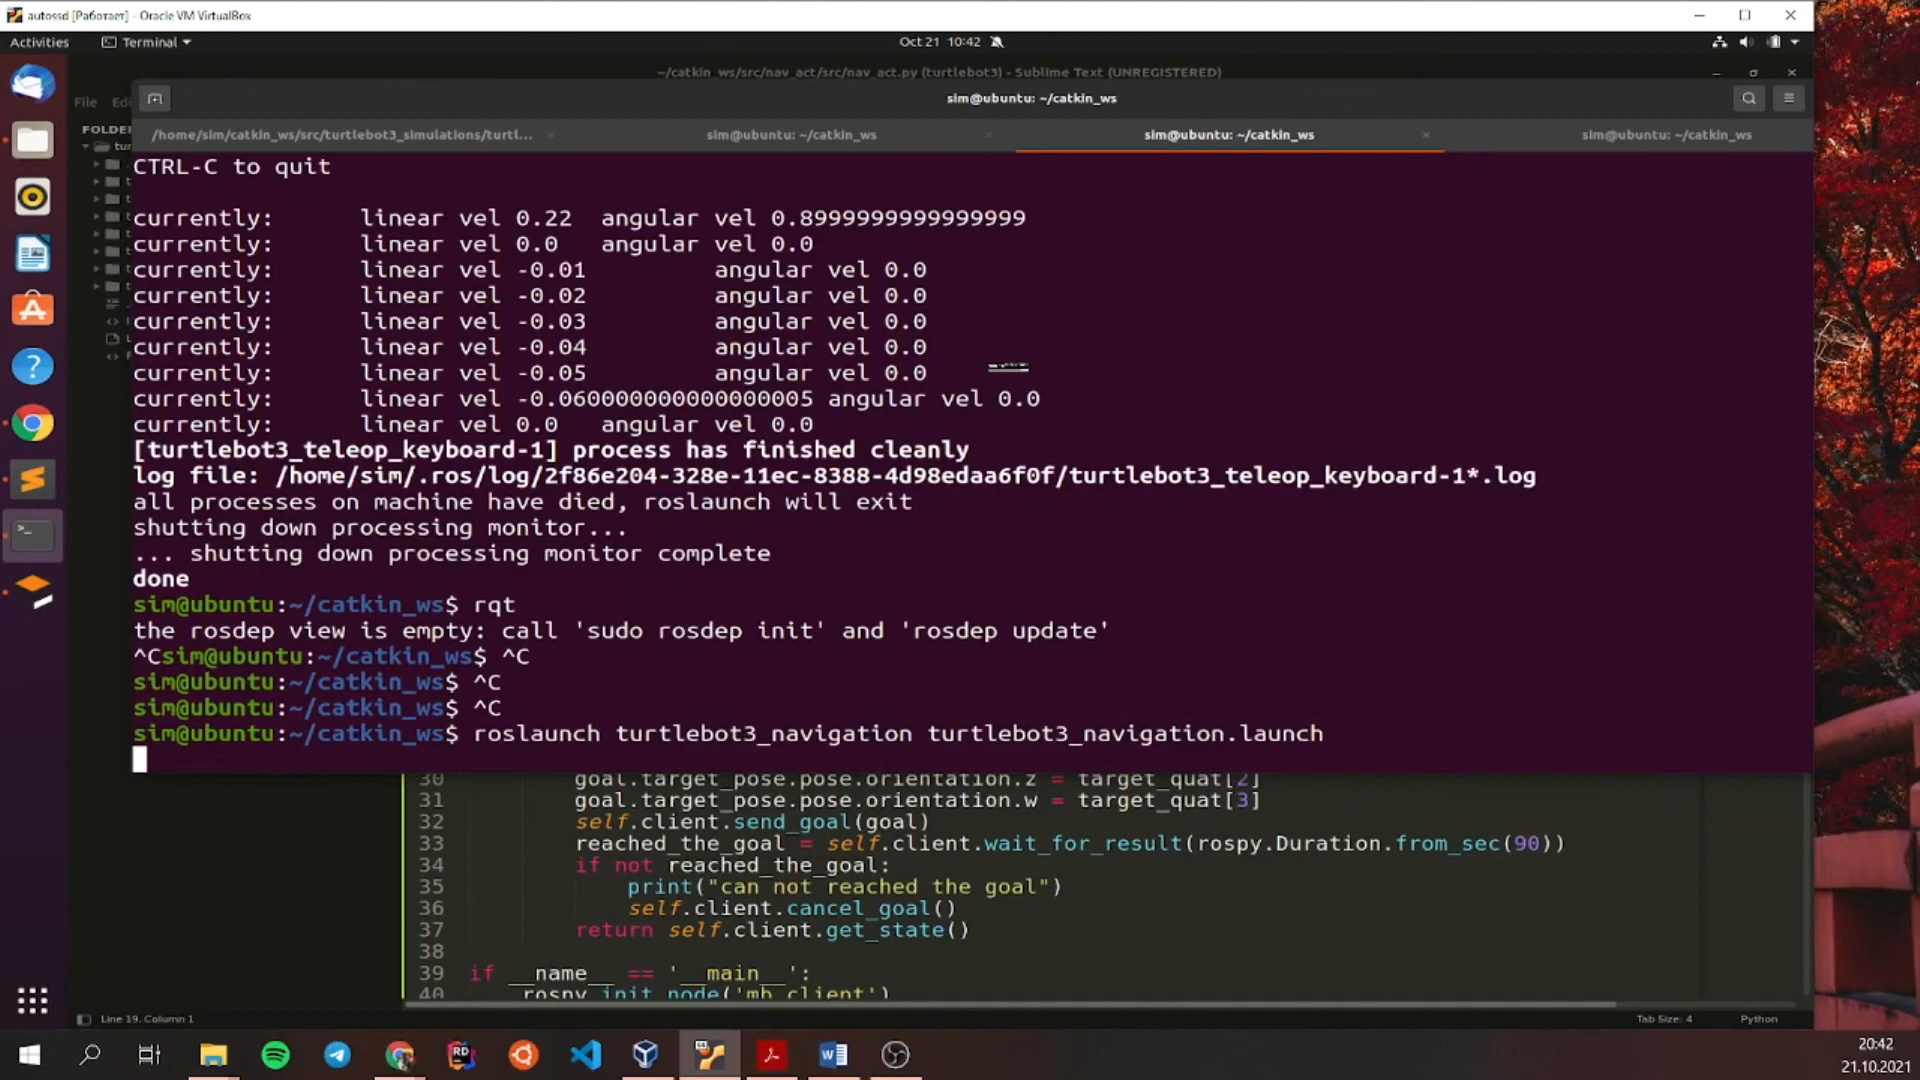 autossd [Работает] - Oracle VM VirtualBox
Activities
Terminal
Oct 21 10:42
~/catkin_ws/src/nav_act/src/nav_act.py (turtlebot3) - Sublime Text (UNREGISTERED)
File
sim@ubuntu: ~/catkin_ws
/home/sim/catkin_ws/src/turtlebot3_simulations/turtl...
sim@ubuntu: ~/catkin_ws
sim@ubuntu: ~/catkin_ws
sim@ubuntu: ~/catkin_ws
CTRL-C to quit
currently: linear vel 0.22 angular vel 0.8999999999999999
currently: linear vel 0.0 angular vel 0.0
currently: linear vel -0.01 angular vel 0.0
currently: linear vel -0.02 angular vel 0.0
currently: linear vel -0.03 angular vel 0.0
currently: linear vel -0.04 angular vel 0.0
currently: linear vel -0.05 angular vel 0.0
currently: linear vel -0.060000000000000005 angular vel 0.0
currently: linear vel 0.0 angular vel 0.0
[turtlebot3_teleop_keyboard-1] process has finished cleanly
log file: /home/sim/.ros/log/2f86e204-328e-11ec-8388-4d98edaa6f0f/turtlebot3_teleop_keyboard-1*.log
all processes on machine have died, roslaunch will exit
shutting down processing monitor...
... shutting down processing monitor complete
done
sim@ubuntu:~/catkin_ws$ rqt
the rosdep view is empty: call 'sudo rosdep init' and 'rosdep update'
^Csim@ubuntu:~/catkin_ws$ ^C
sim@ubuntu:~/catkin_ws$ ^C
sim@ubuntu:~/catkin_ws$ ^C
sim@ubuntu:~/catkin_ws$ roslaunch turtlebot3_navigation turtlebot3_navigation.launch
30 goal.target_pose.pose.orientation.z = target_quat[2]
31 goal.target_pose.pose.orientation.w = target_quat[3]
32 self.client.send_goal(goal)
33 reached_the_goal = self.client.wait_for_result(rospy.Duration.from_sec(90))
34 if not reached_the_goal:
35 print("can not reached the goal")
36 self.client.cancel_goal()
37 return self.client.get_state()
38
39 if __name__ == '__main__':
40 rospy.init_node('mb_client')
Line 19, Column 1
Tab Size: 4
Python
20:42
21.10.2021